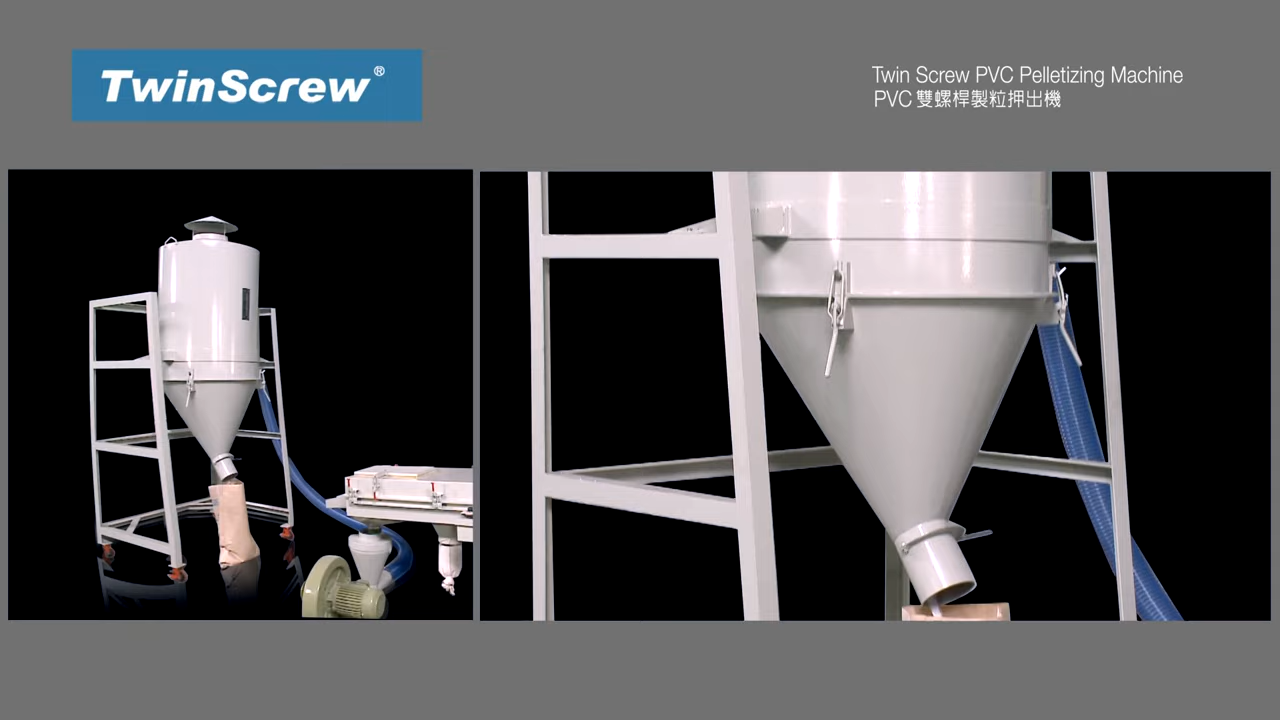 TwinScrew®
Twin Screw PVC Pelletizing Machine
PVC 雙螺桿製粒押出機